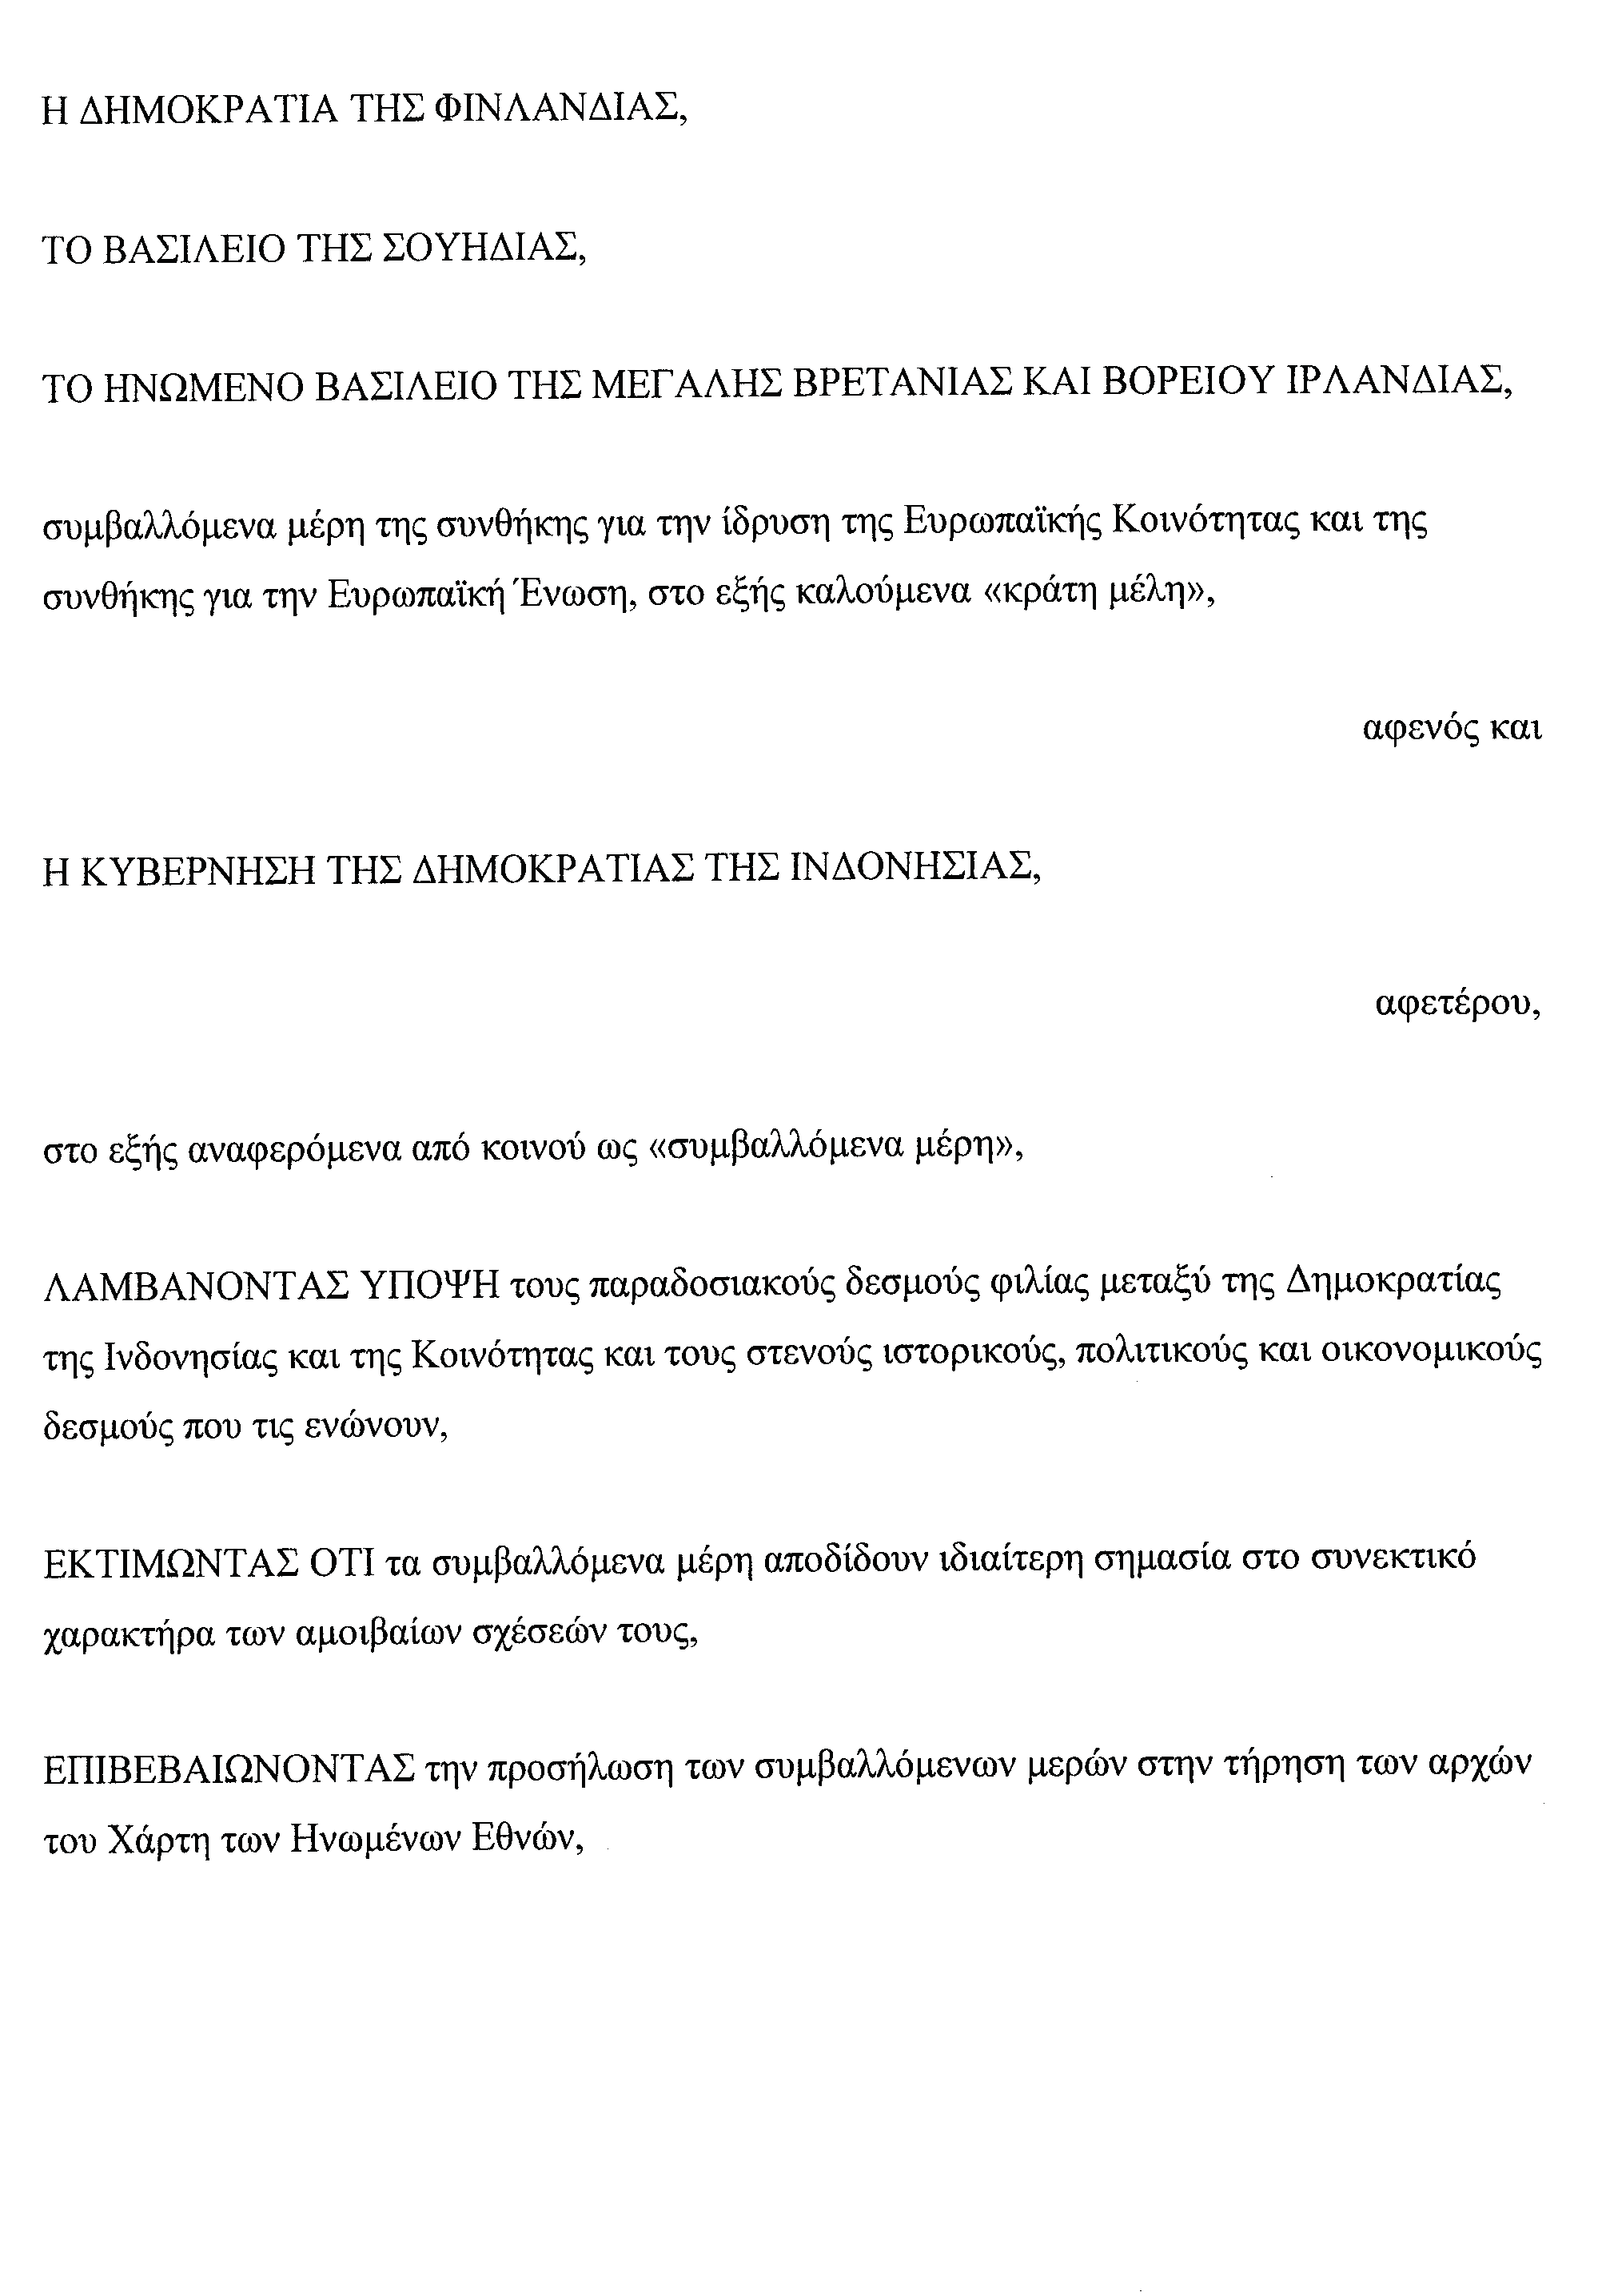 Η ΔΗΜΟΚΡΑΤΙΑ ΤΗΣ ΦΙΝΛΑΝΔΙΑΣ,
ΤΟ ΒΑΣΙΛΕΙΟ ΤΗΣ ΣΟΥΗΔΙΑΣ,
ΤΟ ΗΝΩΜΕΝΟ ΒΑΣΙΛΕΙΟ ΤΗΣ ΜΕΓΑΛΗΣ ΒΡΕΤΑΝΙΑΣ ΚΑΙ ΒΟΡΕΙΟΥ ΙΡΛΑΝΔΙΑΣ,
συμβαλλόμενα μέρη της συνθήκης για την ίδρυση της Ευρωπαϊκής Κοινότητας και της
συνθήκης για την Ευρωπαϊκή Ένωση, στο εξής καλούμενα «κράτη μέλη»,
αφενός και
Η ΚΥΒΕΡΝΗΣΗ ΤΗΣ ΔΗΜΟΚΡΑΤΙΑΣ ΤΗΣ ΙΝΔΟΝΗΣΙΑΣ,
αφετέρου,
στο εξής αναφερόμενα από κοινού ως «συμβαλλόμενα μέρη»,
ΛΑΜΒΑΝΟΝΤΑΣ ΥΠΟΨΗ τους παραδοσιακούς δεσμούς φιλίας μεταξύ της Δημοκρατίας
της Ινδονησίας και της Κοινότητας και τους στενούς ιστορικούς, πολιτικούς και οικονομικούς
δεσμούς που τις ενώνουν,
ΕΚΤΙΜΩΝΤΑΣ ΟΤΙ τα συμβαλλόμενα μέρη αποδίδουν ιδιαίτερη σημασία στο συνεκτικό
χαρακτήρα των αμοιβαίων σχέσεών τους,
ΕΠΙΒΕΒΑΙΩΝΟΝΤΑΣ την προσήλωση των συμβαλλόμενων μερών στην τήρηση των αρχών
του Χάρτη των Ηνωμένων Εθνών,